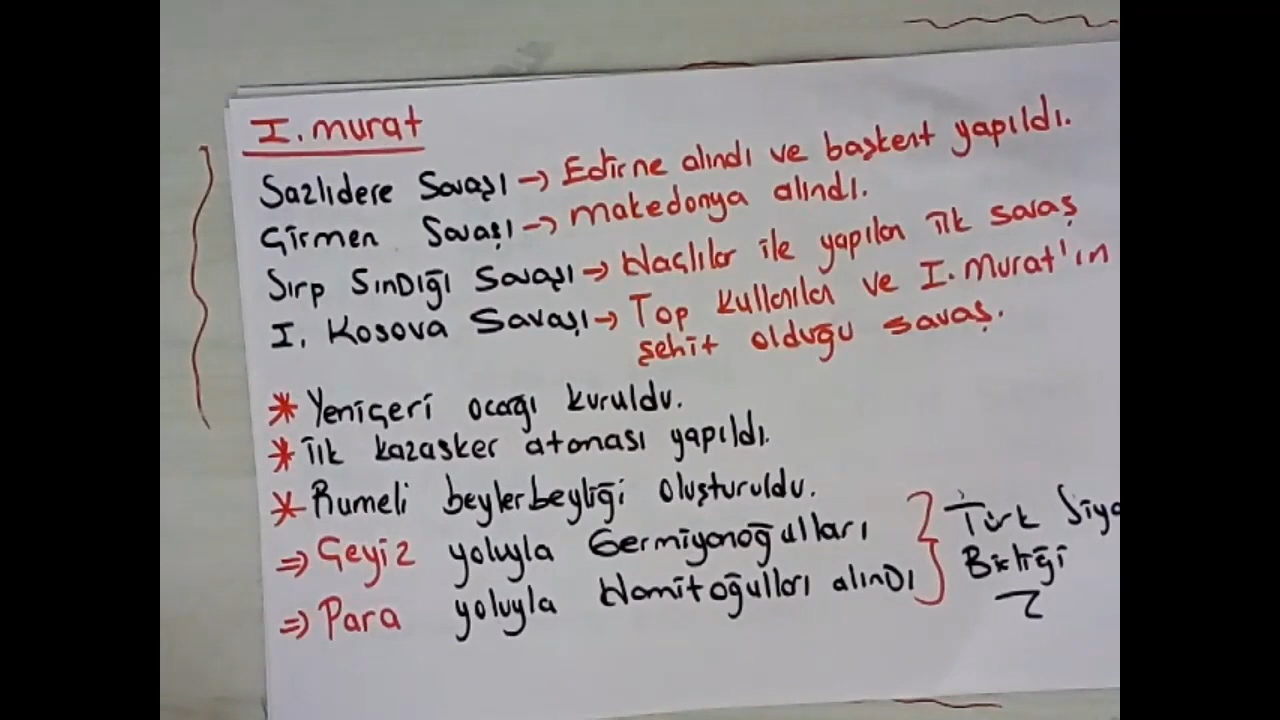 I. murat
Sazlıdere Savaşı → Edirne alındı ve başkent yapıldı.
Çirmen Savaşı → makedonya alındı.
Sırp Sındığı Savaşı → Haçlılar ile yapılan ilk savaş
I. Kosova Savaşı → Top kullanılan ve I. Murat'ın
şehit olduğu savaş.
* Yeniçeri ocağı kuruldu.
* İlk kazasker ataması yapıldı.
* Rumeli beylerbeyliği oluşturuldu.
⇒ Çeyiz yoluyla Germiyanoğulları
⇒ Para yoluyla Hamitoğulları alındı
Türk
Birliği